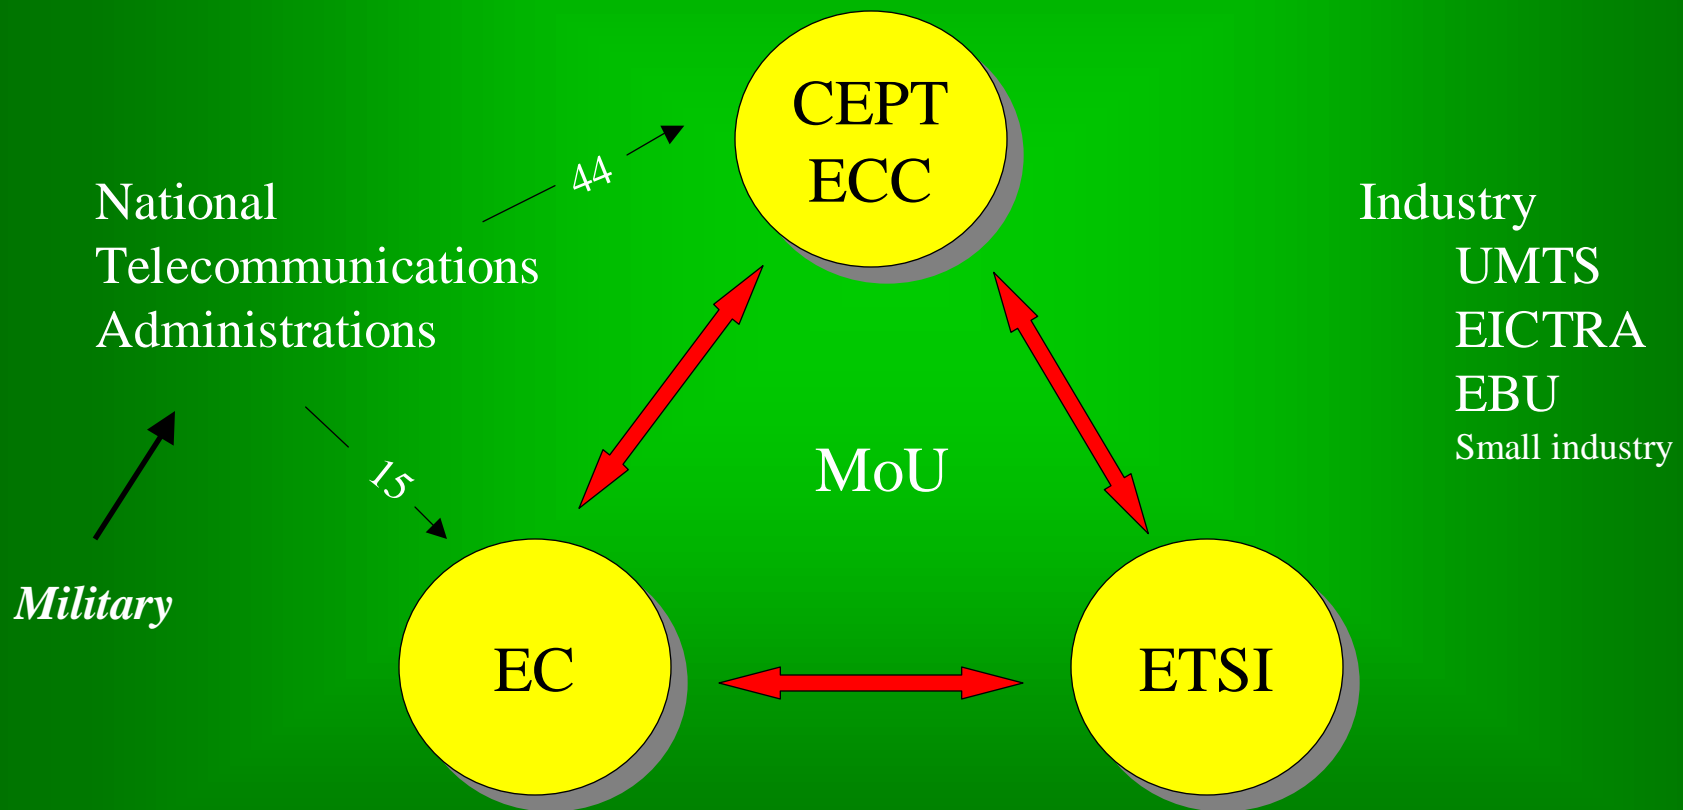 CEPT
ECC
44
National
Telecommunications
Administrations
Industry
UMTS
EICTRA
EBU
Small industry
MoU
15
Military
EC
ETSI